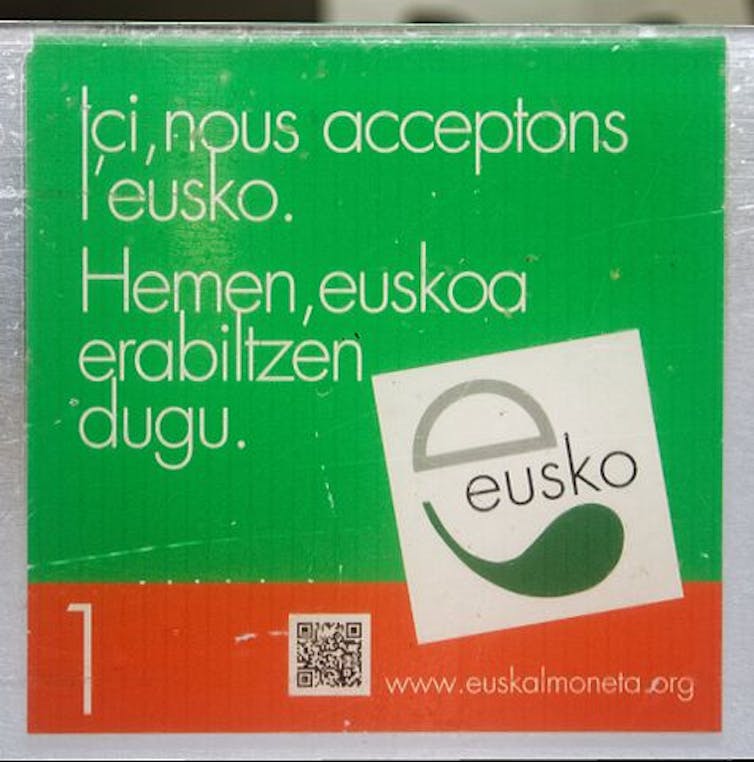 Ici, nous acceptons
l'eusko.
Hemen, euskoa
erabiltzen
dugu.
eusko
1
www.euskalmoneta.org